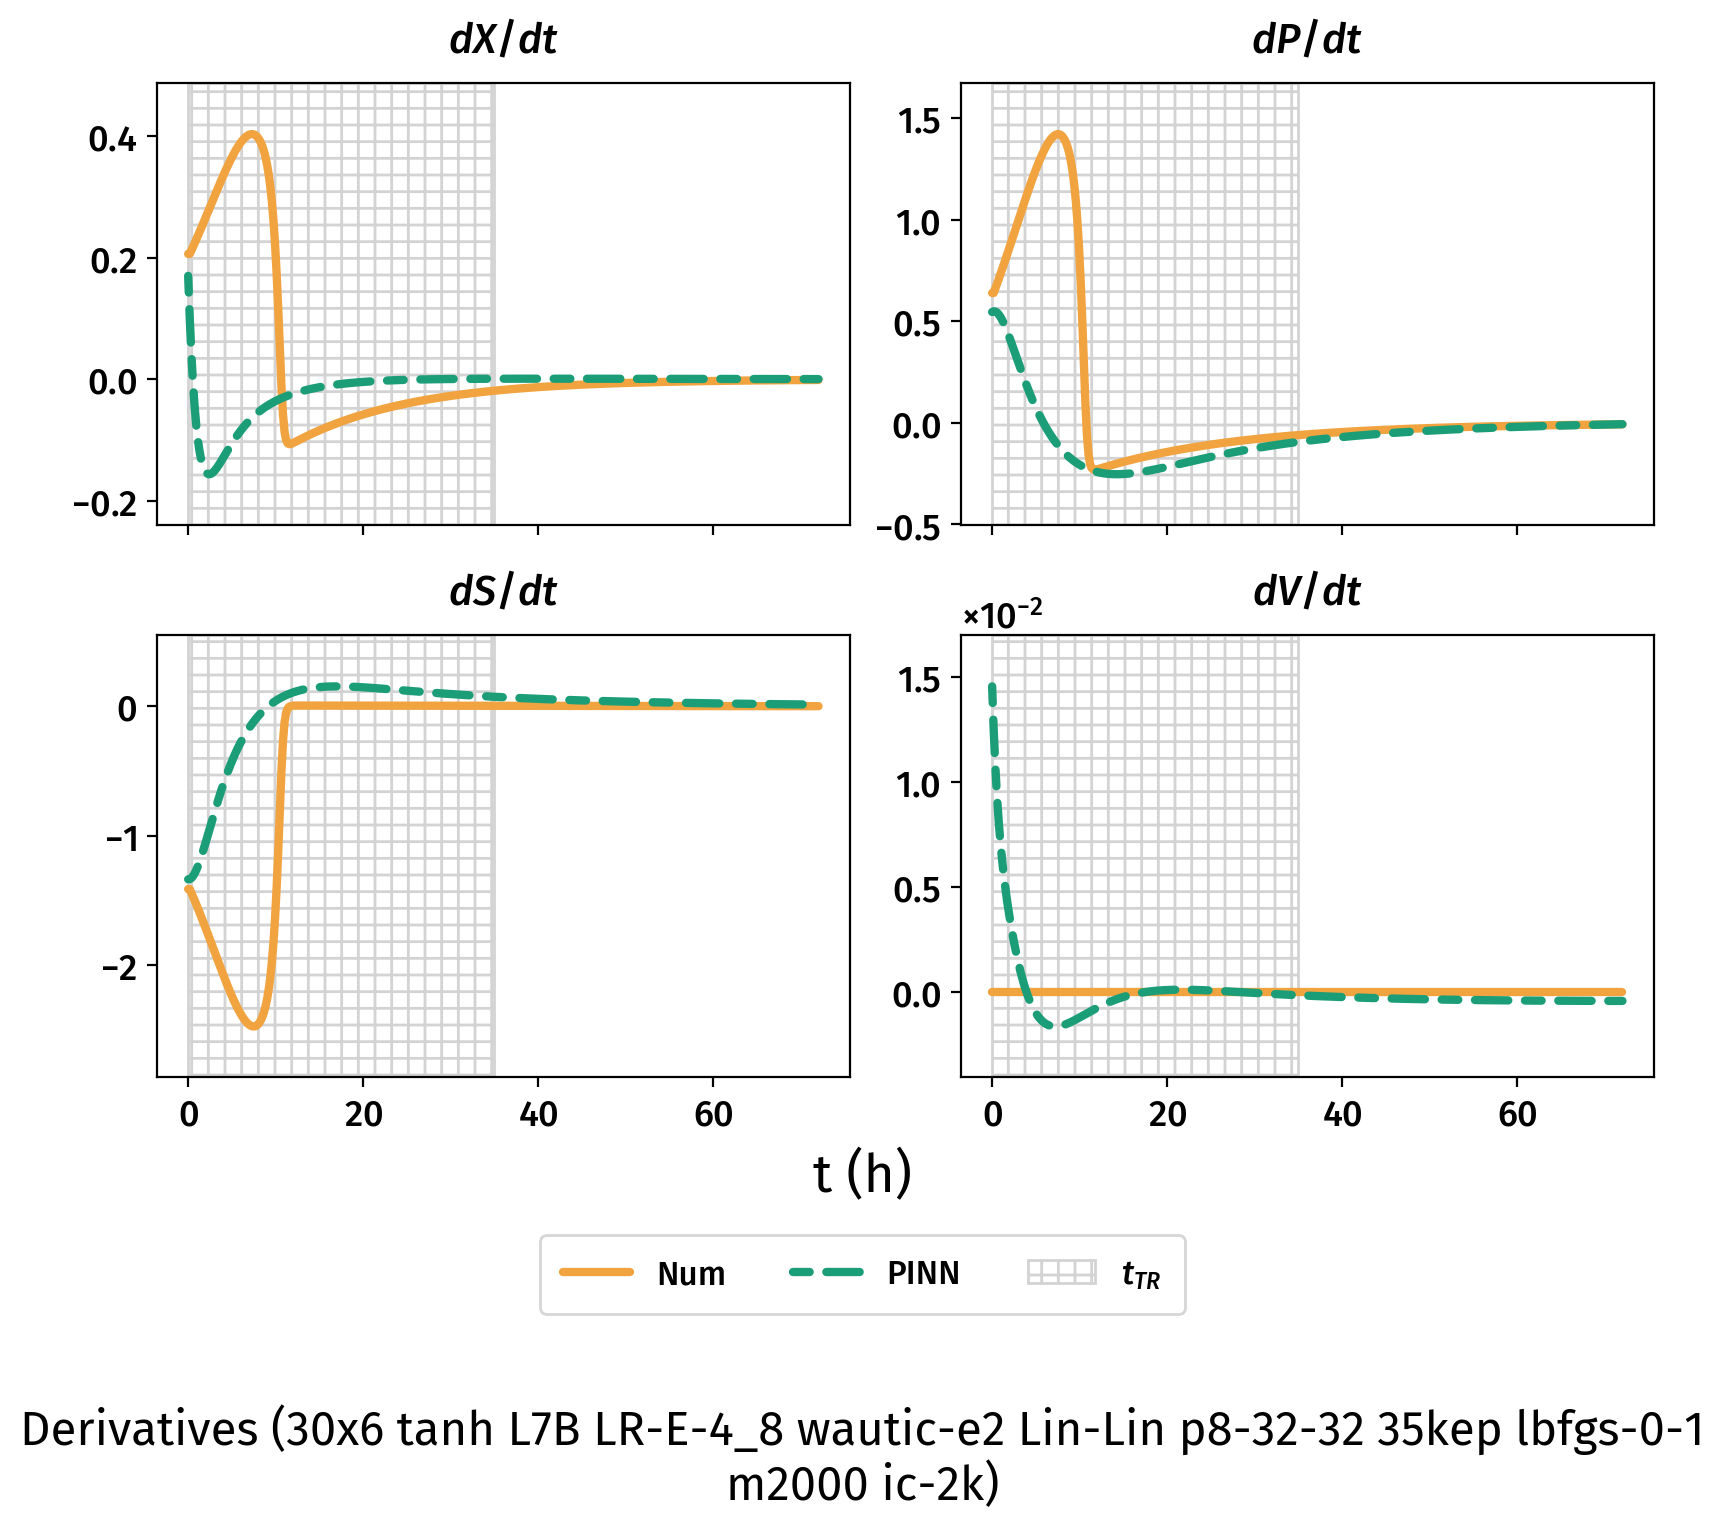 dX/dt
dP/dt
0.4
0.2
0.0
−0.2
1.5
1.0
0.5
0.0
−0.5
dS/dt
dV/dt
×10⁻²
0
−1
−2
1.5
1.0
0.5
0.0
0 20 40 60
0 20 40 60
t (h)
Num PINN t_TR
Derivatives (30x6 tanh L7B LR-E-4_8 wautic-e2 Lin-Lin p8-32-32 35kep lbfgs-0-1
m2000 ic-2k)